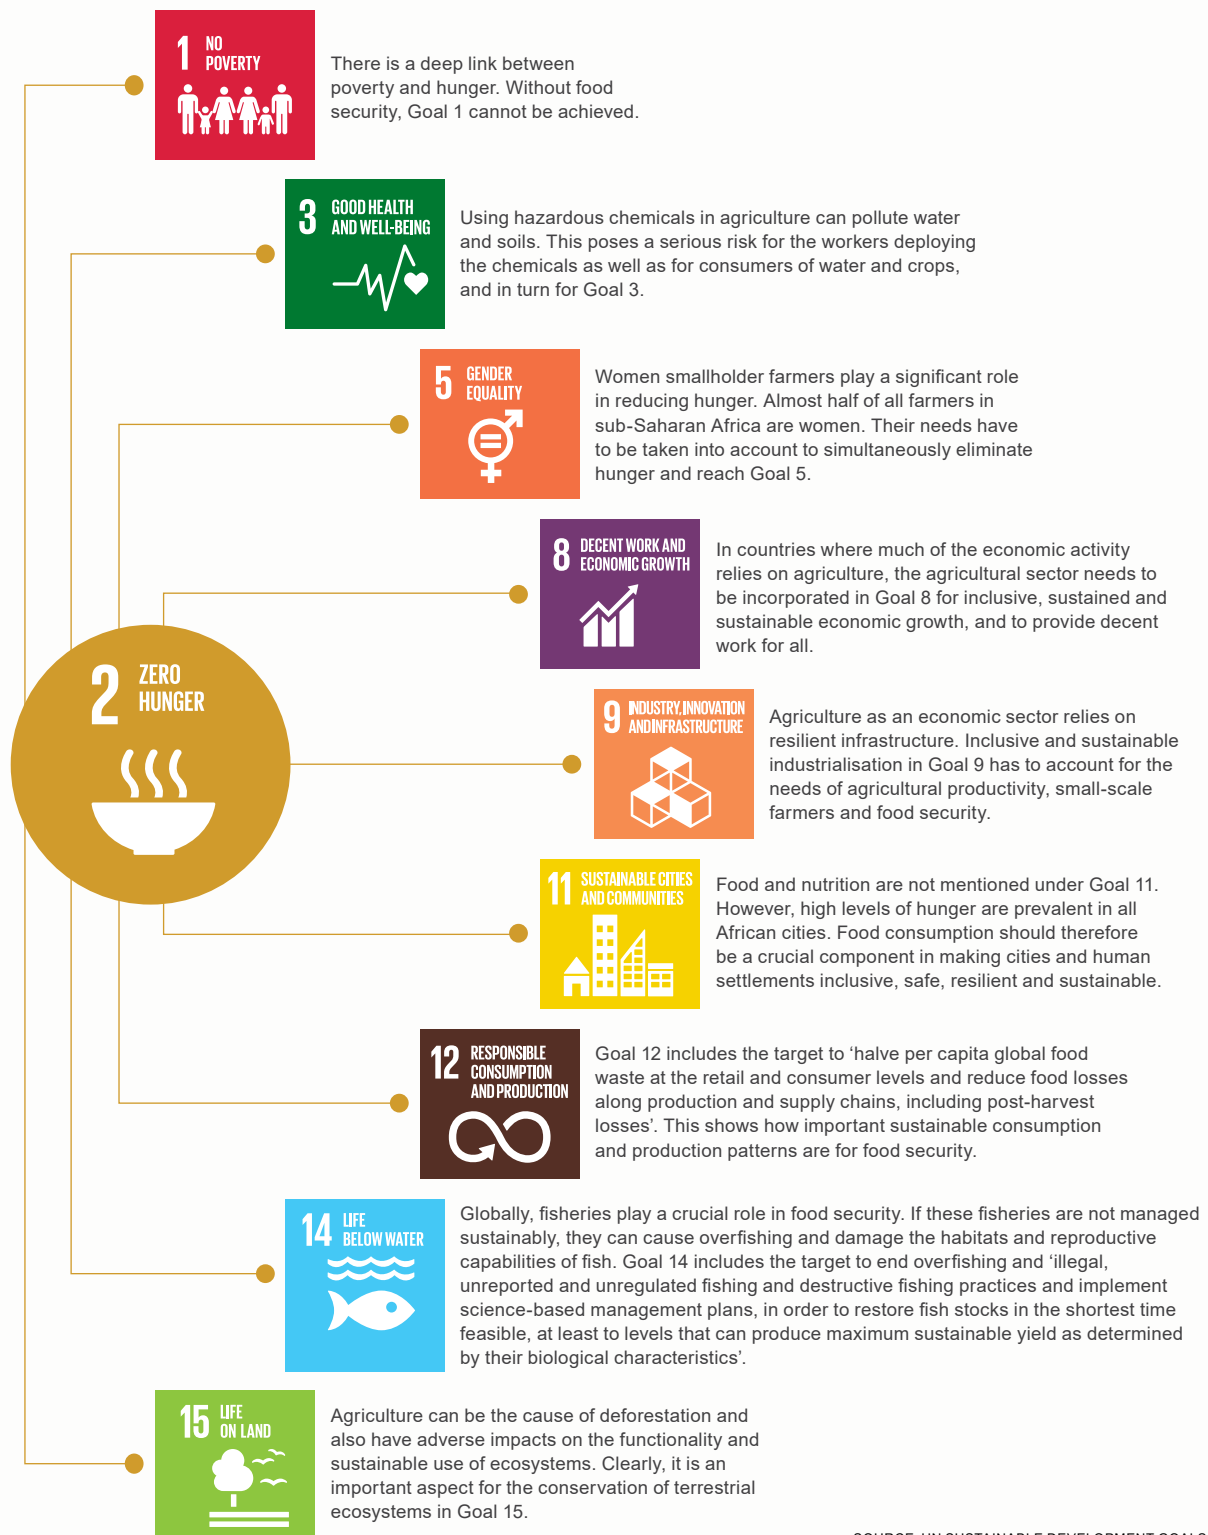 1 NO
POVERTY
There is a deep link between
poverty and hunger. Without food
security, Goal 1 cannot be achieved.
3 GOOD HEALTH
AND WELL-BEING
Using hazardous chemicals in agriculture can pollute water
and soils. This poses a serious risk for the workers deploying
the chemicals as well as for consumers of water and crops,
and in turn for Goal 3.
5 GENDER
EQUALITY
Women smallholder farmers play a significant role
in reducing hunger. Almost half of all farmers in
sub-Saharan Africa are women. Their needs have
to be taken into account to simultaneously eliminate
hunger and reach Goal 5.
8 DECENT WORK AND
ECONOMIC GROWTH
In countries where much of the economic activity
relies on agriculture, the agricultural sector needs to
be incorporated in Goal 8 for inclusive, sustained and
sustainable economic growth, and to provide decent
work for all.
2 ZERO
HUNGER
9 INDUSTRY, INNOVATION
AND INFRASTRUCTURE
Agriculture as an economic sector relies on
resilient infrastructure. Inclusive and sustainable
industrialisation in Goal 9 has to account for the
needs of agricultural productivity, small-scale
farmers and food security.
11 SUSTAINABLE CITIES
AND COMMUNITIES
Food and nutrition are not mentioned under Goal 11.
However, high levels of hunger are prevalent in all
African cities. Food consumption should therefore
be a crucial component in making cities and human
settlements inclusive, safe, resilient and sustainable.
12 RESPONSIBLE
CONSUMPTION
AND PRODUCTION
Goal 12 includes the target to ‘halve per capita global food
waste at the retail and consumer levels and reduce food losses
along production and supply chains, including post-harvest
losses’. This shows how important sustainable consumption
and production patterns are for food security.
14 LIFE
BELOW WATER
Globally, fisheries play a crucial role in food security. If these fisheries are not managed
sustainably, they can cause overfishing and damage the habitats and reproductive
capabilities of fish. Goal 14 includes the target to end overfishing and ‘illegal,
unreported and unregulated fishing and destructive fishing practices and implement
science-based management plans, in order to restore fish stocks in the shortest time
feasible, at least to levels that can produce maximum sustainable yield as determined
by their biological characteristics’.
15 LIFE
ON LAND
Agriculture can be the cause of deforestation and
also have adverse impacts on the functionality and
sustainable use of ecosystems. Clearly, it is an
important aspect for the conservation of terrestrial
ecosystems in Goal 15.
SOURCE: UN SUSTAINABLE DEVELOPMENT GOALS